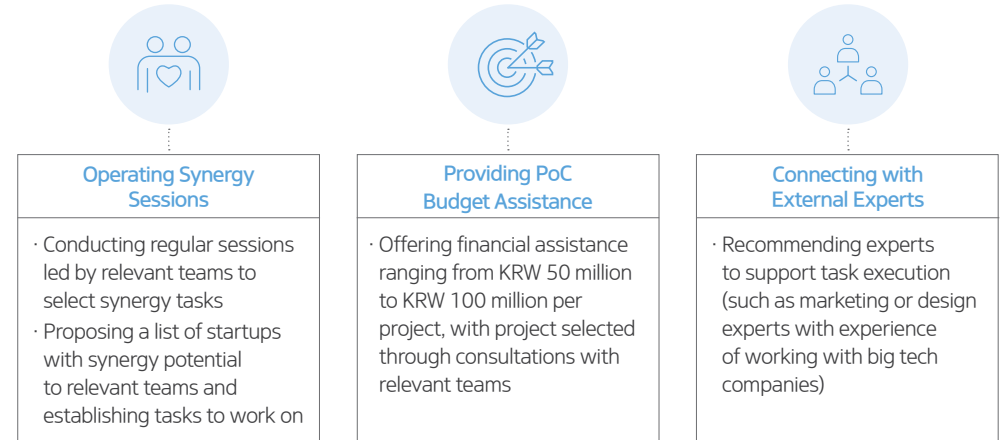 Operating Synergy
Sessions
· Conducting regular sessions
led by relevant teams to
select synergy tasks
· Proposing a list of startups
with synergy potential
to relevant teams and
establishing tasks to work on
Providing PoC
Budget Assistance
· Offering financial assistance
ranging from KRW 50 million
to KRW 100 million per
project, with project selected
through consultations with
relevant teams
Connecting with
External Experts
· Recommending experts
to support task execution
(such as marketing or design
experts with experience
of working with big tech
companies)